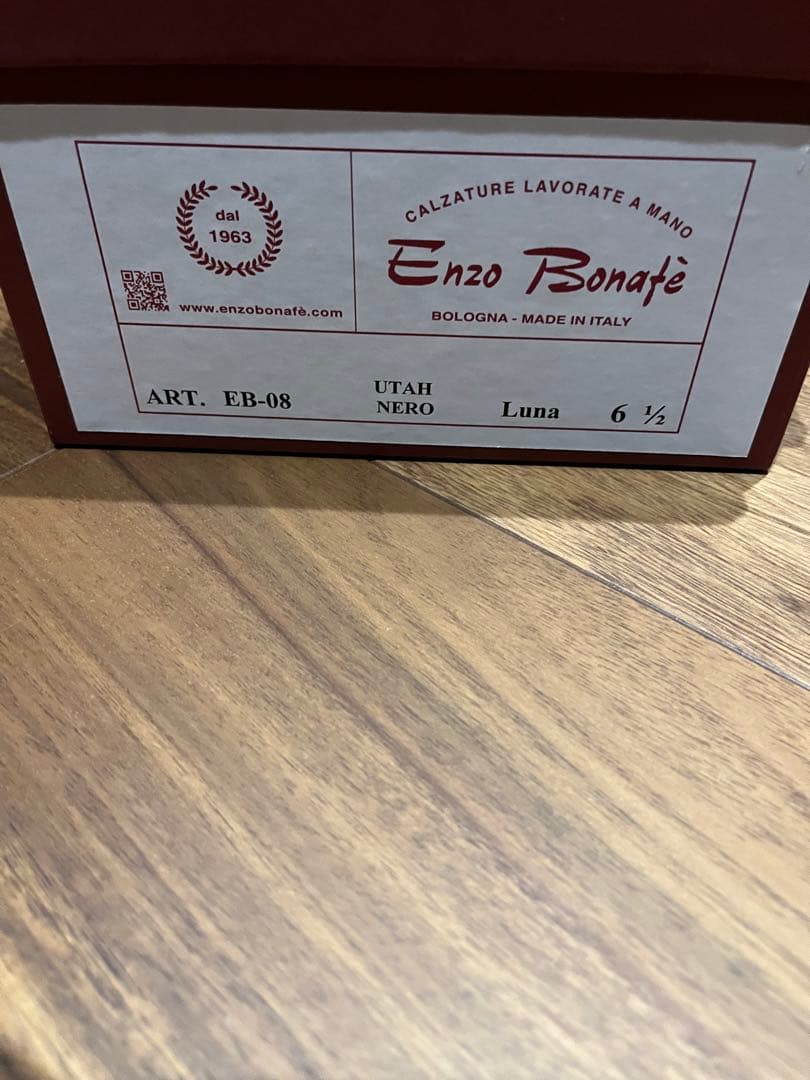 dal
1963
www.enzobonafè.com
CALZATURE LAVORATE A MANO
Enzo Bonafè
BOLOGNA - MADE IN ITALY
ART. EB-08
UTAH
NERO
Luna
6 ½